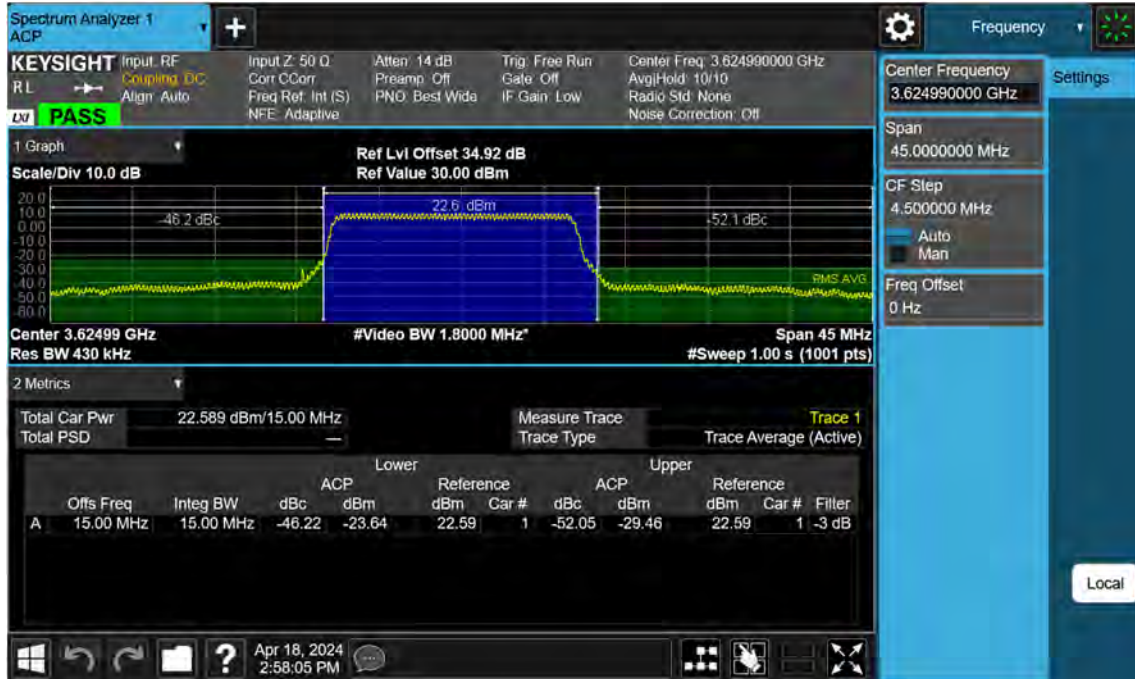 Spectrum Analyzer 1
ACP
Frequency
KEYSIGHT
R L
LXI PASS
Input: RF
Coupling: DC
Align: Auto
Input Z: 50 Ω
Corr CCorr
Freq Ref: Int (S)
NFE: Adaptive
Atten: 14 dB
Preamp: Off
PNO: Best Wide
Trig: Free Run
Gate: Off
IF Gain: Low
Center Freq: 3.624990000 GHz
Avg|Hold: 10/10
Radio Std: None
Noise Correction: Off
Center Frequency
3.624990000 GHz
Settings
Span
45.0000000 MHz
CF Step
4.500000 MHz
Auto
Man
Freq Offset
0 Hz
Local
1 Graph
Scale/Div 10.0 dB
Ref Lvl Offset 34.92 dB
Ref Value 30.00 dBm
20.0
10.0
0.00
-10.0
-20.0
-30.0
-40.0
-50.0
-60.0
-46.2 dBc
22.6 dBm
-52.1 dBc
RMS AVG
Center 3.62499 GHz
#Video BW 1.8000 MHz*
Span 45 MHz
Res BW 430 kHz
#Sweep 1.00 s (1001 pts)
2 Metrics
Total Car Pwr 22.589 dBm/15.00 MHz
Total PSD —
Measure Trace Trace 1
Trace Type Trace Average (Active)
Lower Upper
ACP Reference ACP Reference
Offs Freq Integ BW dBc dBm dBm Car # dBc dBm dBm Car # Filter
A 15.00 MHz 15.00 MHz -46.22 -23.64 22.59 1 -52.05 -29.46 22.59 1 -3 dB
?
Apr 18, 2024
2:58:05 PM